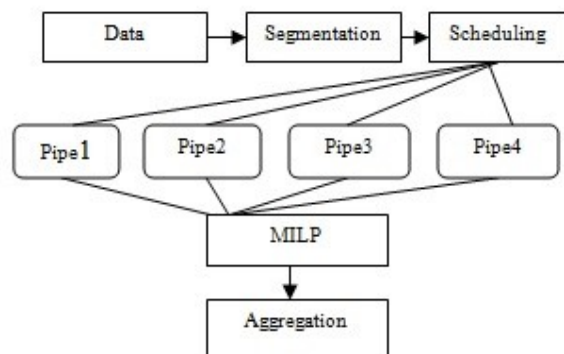 Data
Segmentation
Scheduling
Pipe1
Pipe2
Pipe3
Pipe4
MILP
Aggregation